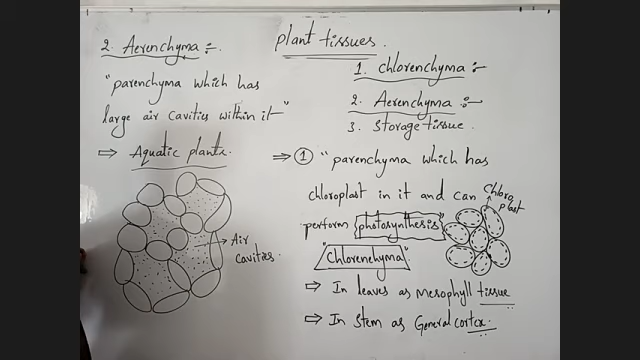 plant tissues.
2. Aerenchyma :-
"parenchyma which has
large air cavities within it"
⇒ Aquatic plants.
Air
cavities.
1. chlorenchyma :-
2. Aerenchyma :-
3. Storage tissue.
⇒ ① "parenchyma which has
chloroplast in it and can
perform photosynthesis"
"Chlorenchyma"
chloro
plast
⇒ In leaves as Mesophyll tissue
⇒ In stem as General cortex.